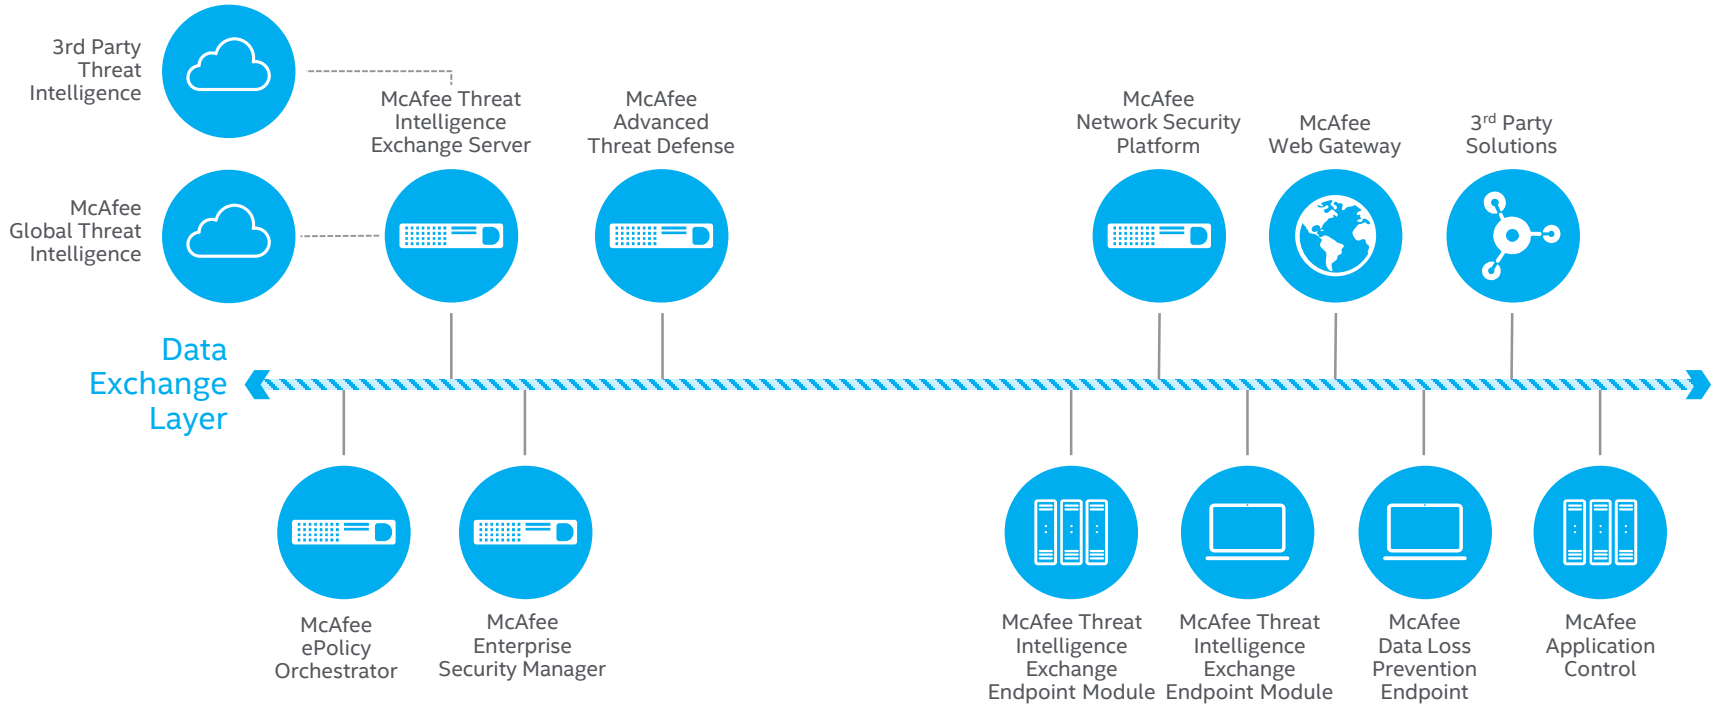 3rd Party
Threat
Intelligence
McAfee Threat
Intelligence
Exchange Server
McAfee
Advanced
Threat Defense
McAfee
Network Security
Platform
McAfee
Web Gateway
3rd Party
Solutions
McAfee
Global Threat
Intelligence
Data
Exchange
Layer
McAfee
ePolicy
Orchestrator
McAfee
Enterprise
Security Manager
McAfee Threat
Intelligence
Exchange
Endpoint Module
McAfee Threat
Intelligence
Exchange
Endpoint Module
McAfee
Data Loss
Prevention
Endpoint
McAfee
Application
Control